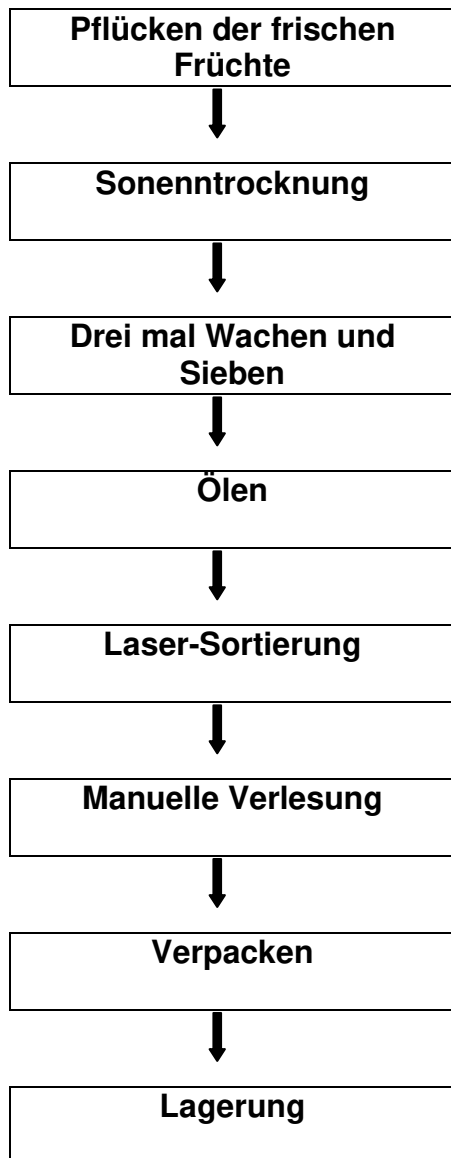 Pflücken der frischen
Früchte
Sonenntrocknung
Drei mal Wachen und
Sieben
Ölen
Laser-Sortierung
Manuelle Verlesung
Verpacken
Lagerung